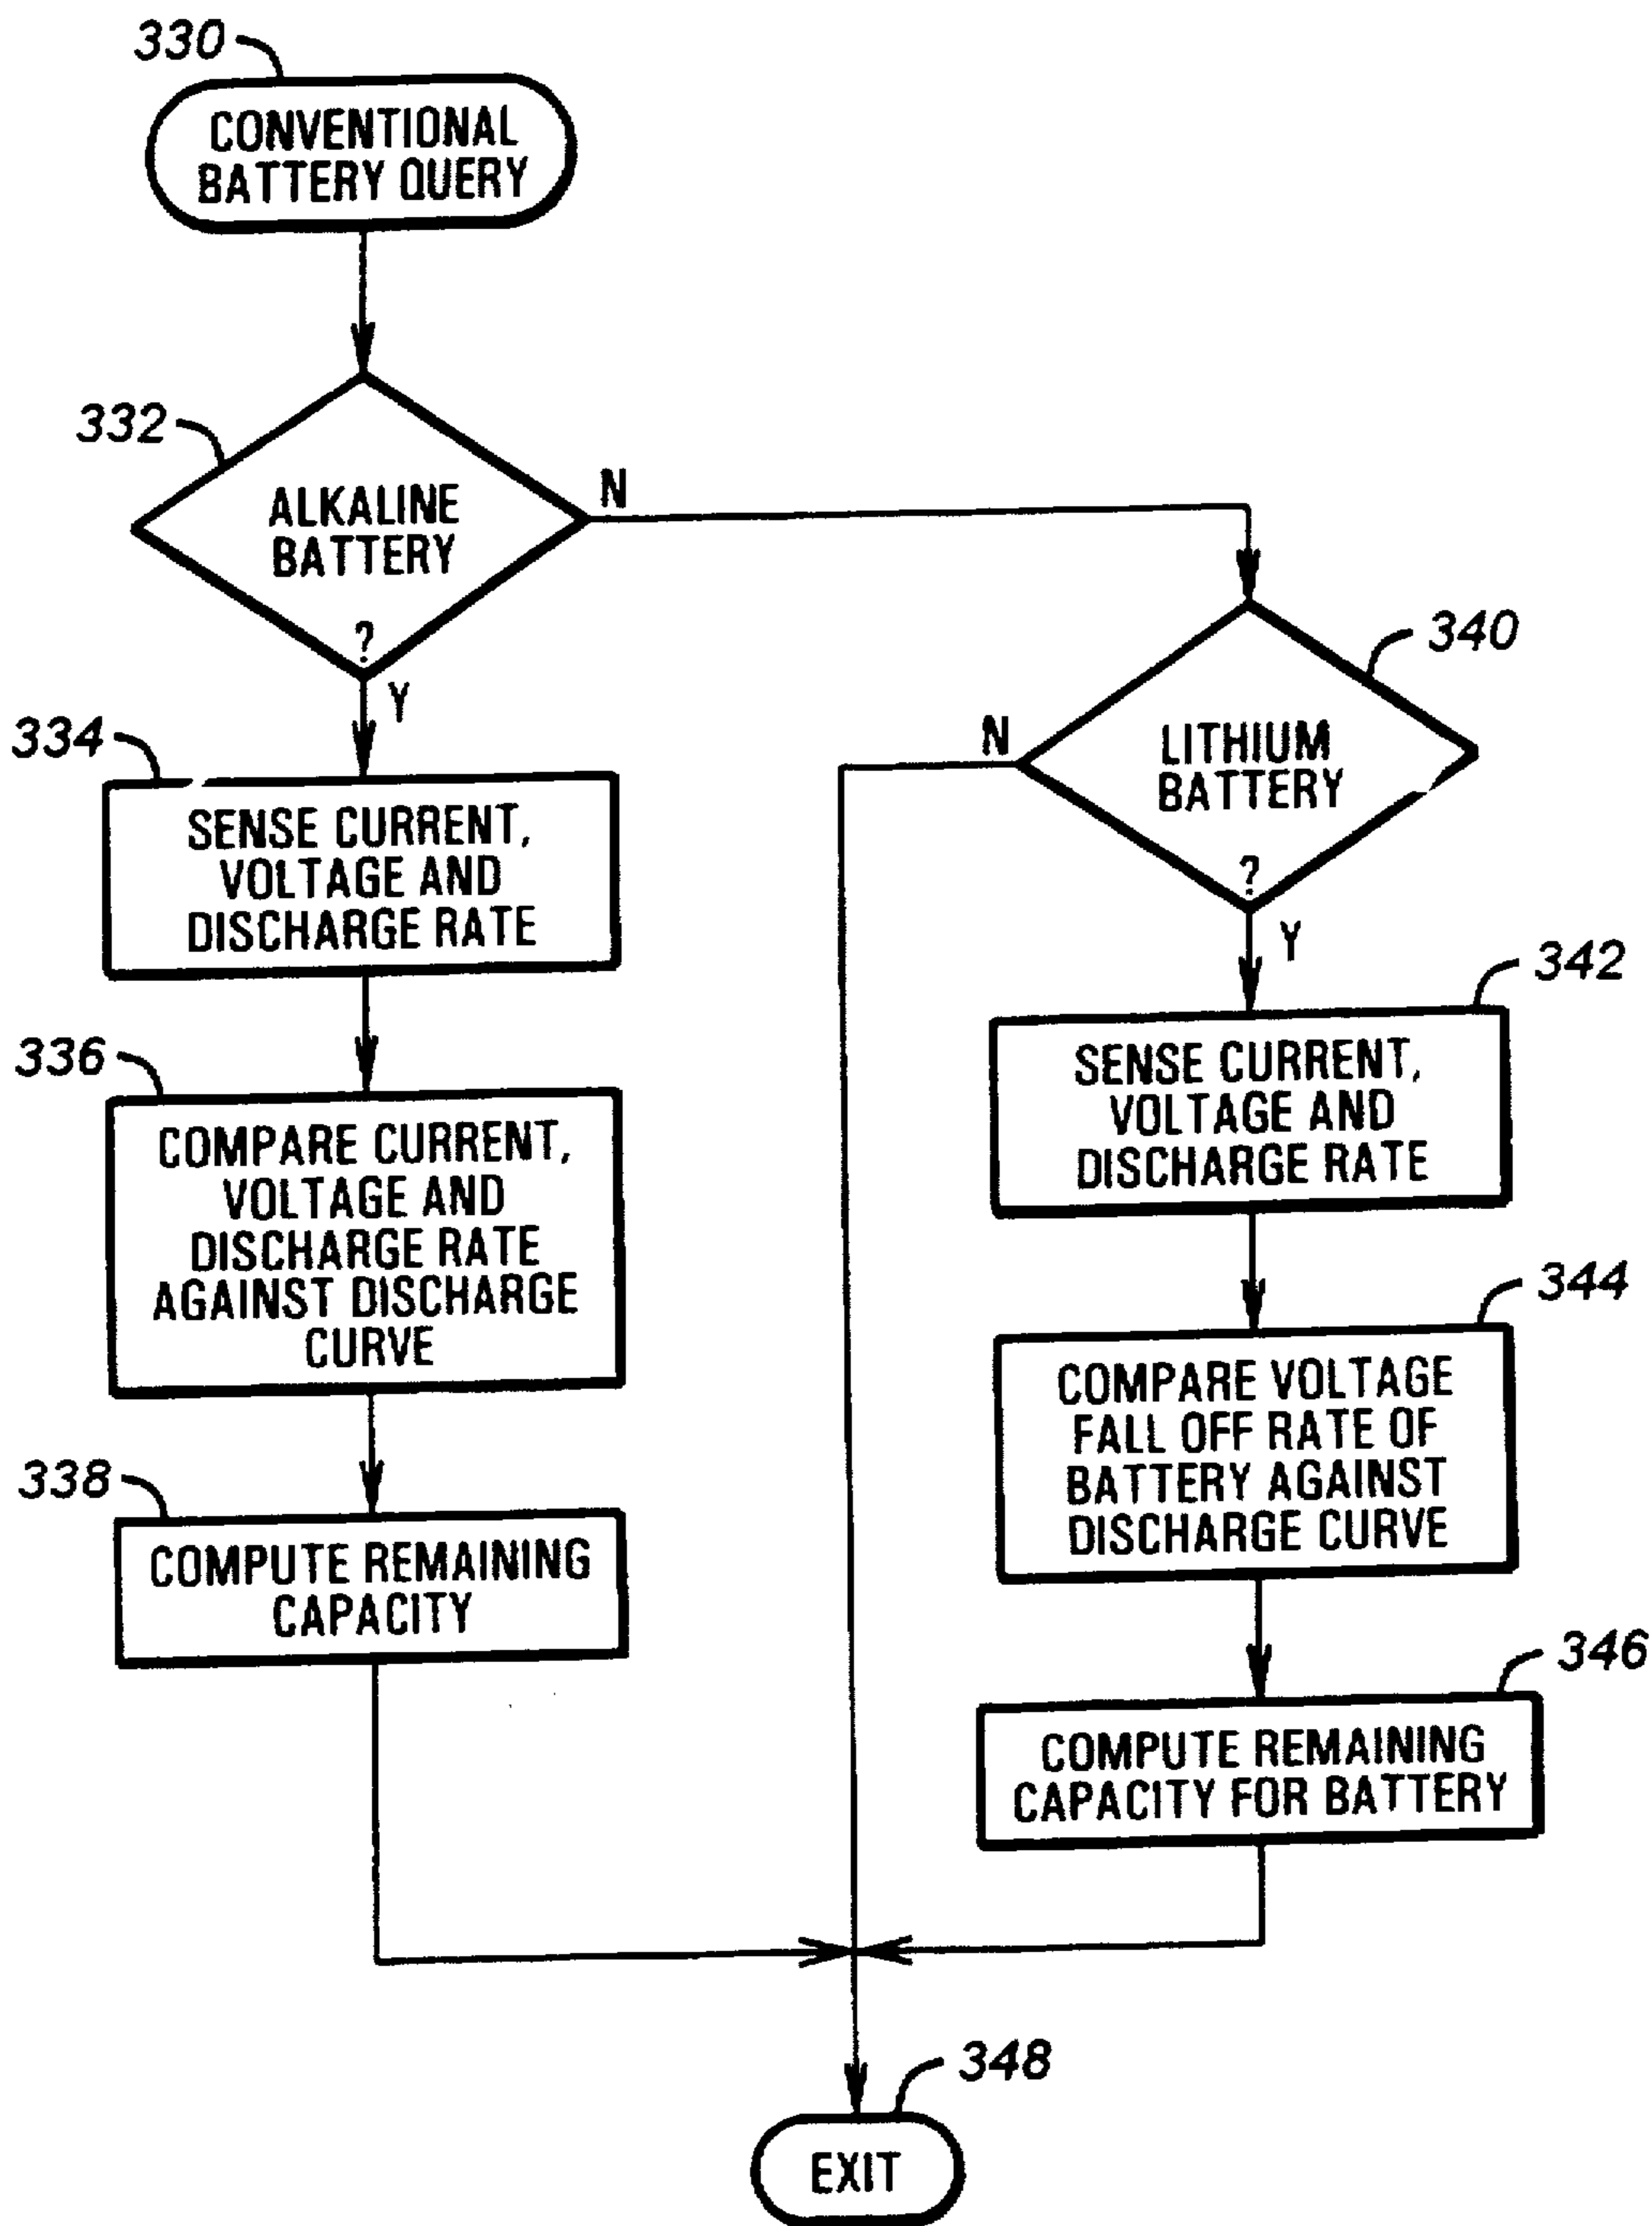 330
CONVENTIONAL
BATTERY QUERY
332
ALKALINE
BATTERY
?
N
Y
334
SENSE CURRENT,
VOLTAGE AND
DISCHARGE RATE
336
COMPARE CURRENT,
VOLTAGE AND
DISCHARGE RATE
AGAINST DISCHARGE
CURVE
338
COMPUTE REMAINING
CAPACITY
340
LITHIUM
BATTERY
?
N
Y
342
SENSE CURRENT,
VOLTAGE AND
DISCHARGE RATE
344
COMPARE VOLTAGE
FALL OFF RATE OF
BATTERY AGAINST
DISCHARGE CURVE
346
COMPUTE REMAINING
CAPACITY FOR BATTERY
348
EXIT